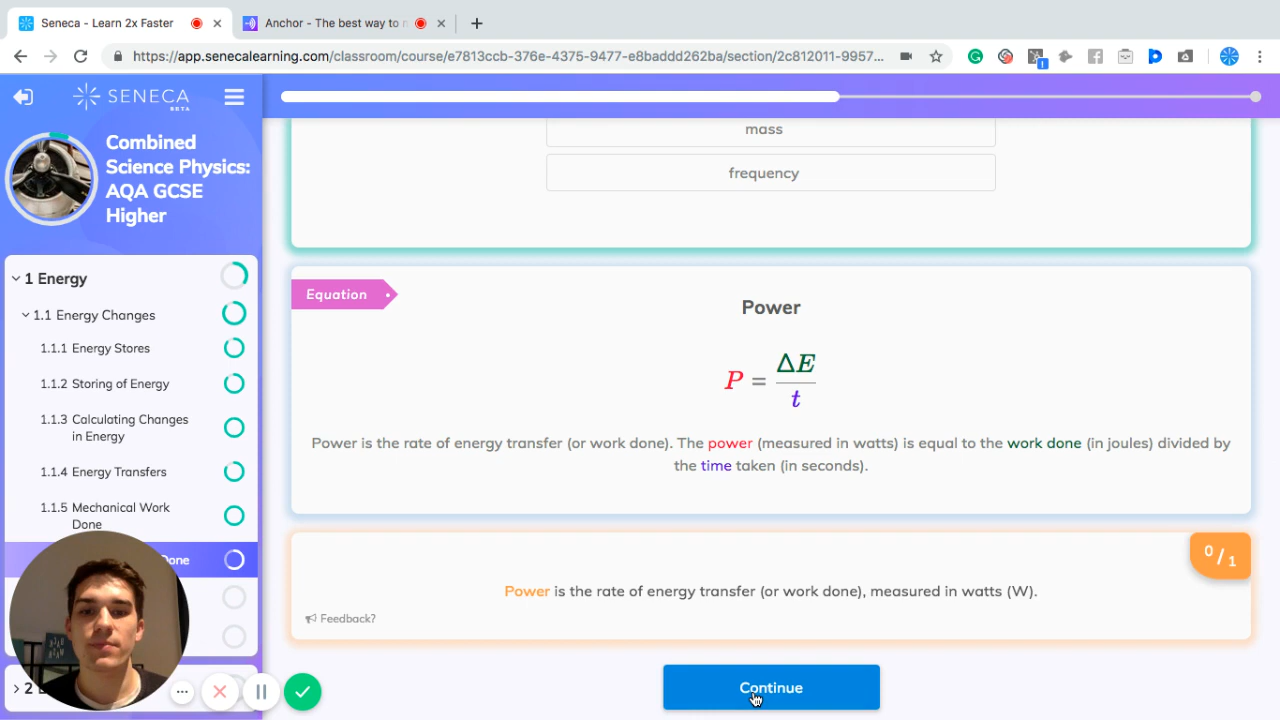 Seneca - Learn 2x Faster
Anchor - The best way to
https://app.senecalearning.com/classroom/course/e7813ccb-376e-4375-9477-e8baddd262ba/section/2c812011-9957...
SENECA
BETA
Combined
Science Physics:
AQA GCSE
Higher
1 Energy
1.1 Energy Changes
1.1.1 Energy Stores
1.1.2 Storing of Energy
1.1.3 Calculating Changes
in Energy
1.1.4 Energy Transfers
1.1.5 Mechanical Work
Done
Done
2
mass
frequency
Equation
Power
P = ΔE / t
Power is the rate of energy transfer (or work done). The power (measured in watts) is equal to the work done (in joules) divided by
the time taken (in seconds).
0 / 1
Power is the rate of energy transfer (or work done), measured in watts (W).
Feedback?
Continue